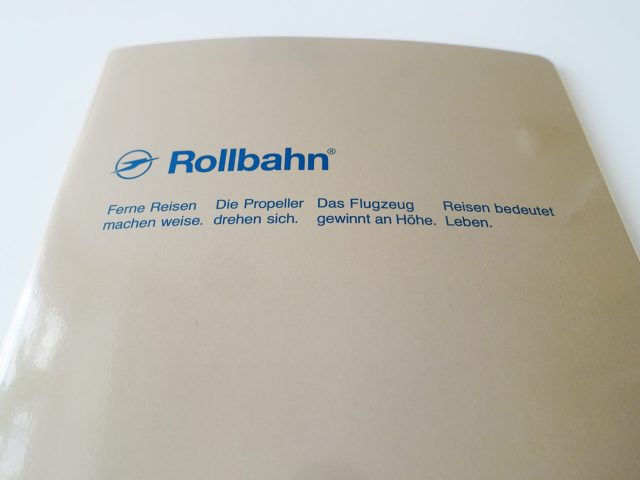 Rollbahn®
Ferne Reisen
machen weise.
Die Propeller
drehen sich.
Das Flugzeug
gewinnt an Höhe.
Reisen bedeutet
Leben.